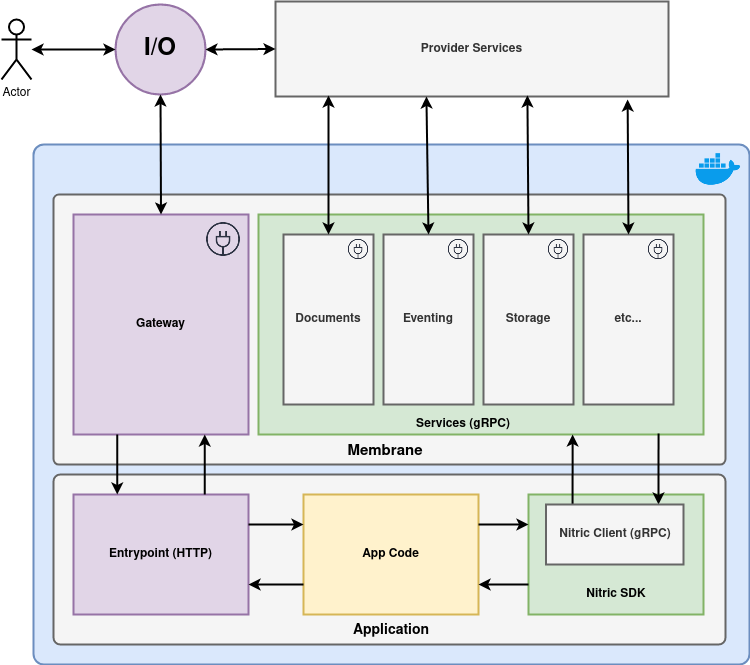 I/O
Provider Services
Actor
Gateway
Documents
Eventing
Storage
etc...
Services (gRPC)
Membrane
Entrypoint (HTTP)
App Code
Nitric Client (gRPC)
Nitric SDK
Application